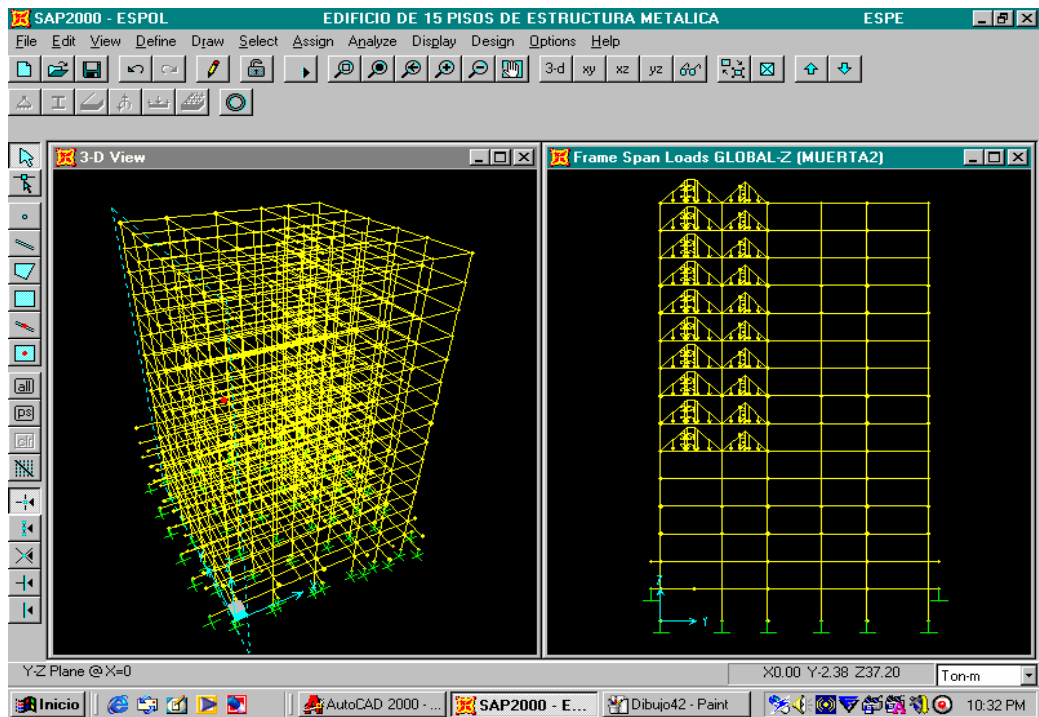 SAP2000 - ESPOL EDIFICIO DE 15 PISOS DE ESTRUCTURA METALICA ESPE
File Edit View Define Draw Select Assign Analyze Display Design Options Help
3-d xy xz yz
3-D View
Frame Span Loads GLOBAL-Z (MUERTA2)
all
ps
clr
X
Z
Y
Y-Z Plane @ X=0
X0.00 Y-2.38 Z37.20
Ton-m
Inicio
AutoCAD 2000 - ...
SAP2000 - E...
Dibujo42 - Paint
10:32 PM